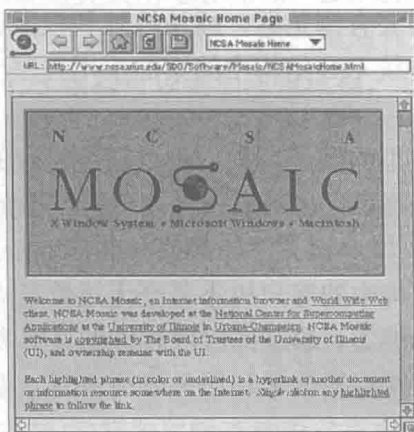 NCSA Mosaic Home Page
NCSA Mosaic Home
URL: http://www.ncsa.uiuc.edu/SDG/Software/Mosaic/NCSAMosaicHome.html
N C S A
MOSAIC
X Window System • Microsoft Windows • Macintosh
Welcome to NCSA Mosaic, an Internet information browser and World Wide Web
client. NCSA Mosaic was developed at the National Center for Supercomputing
Applications at the University of Illinois in Urbana-Champaign. NCSA Mosaic
software is copyrighted by The Board of Trustees of the University of Illinois
(UI), and ownership remains with the UI.
Each highlighted phrase (in color or underlined) is a hyperlink to another document
or information resource somewhere on the Internet. Single click on any highlighted
phrase to follow the link.